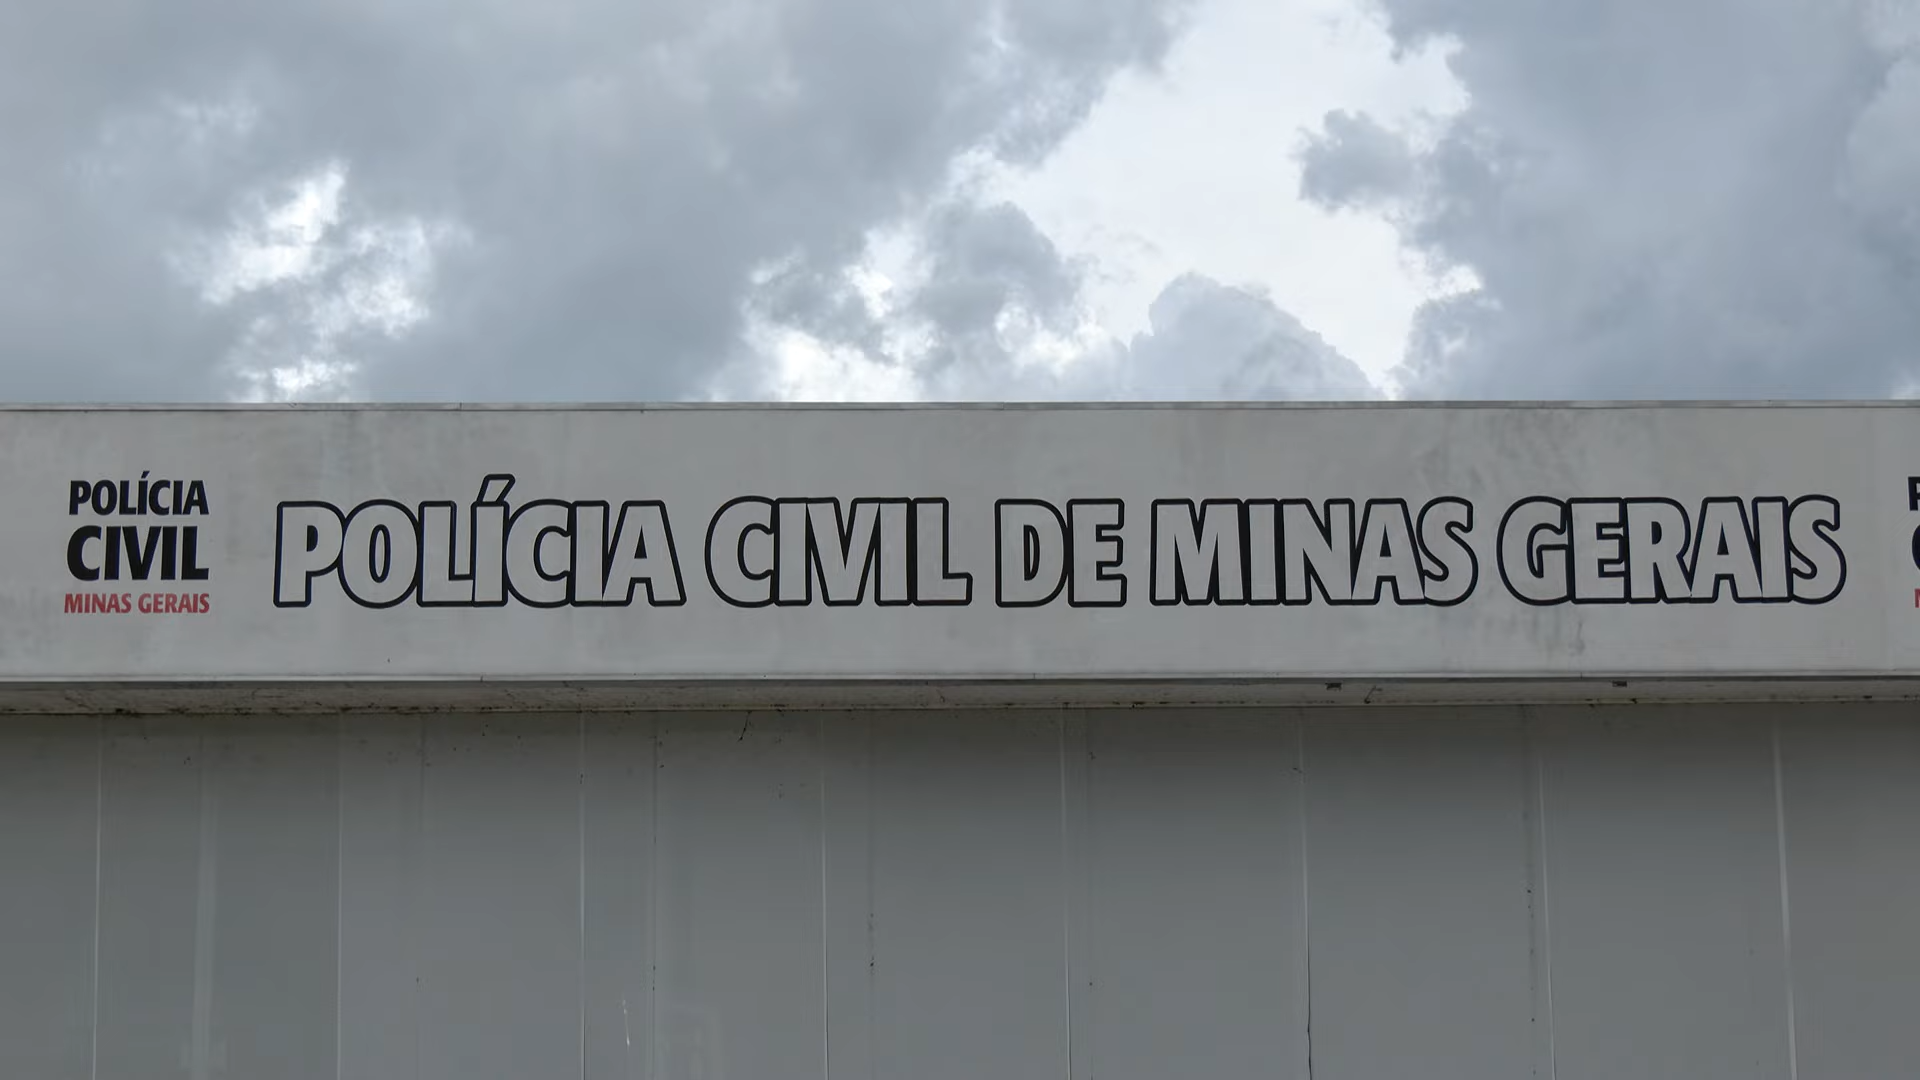 POLÍCIA
CIVIL
MINAS GERAIS
POLÍCIA CIVIL DE MINAS GERAIS